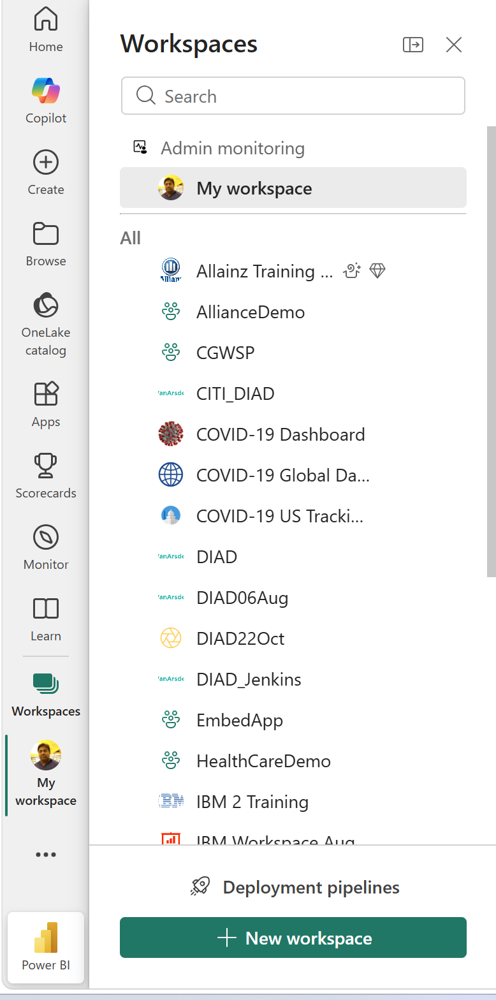 Home
Copilot
Create
Browse
OneLake
catalog
Apps
Scorecards
Monitor
Learn
Workspaces
My
workspace
Power BI
Workspaces
Search
Admin monitoring
My workspace
All
Allainz Training ...
AllianceDemo
CGWSP
CITI_DIAD
COVID-19 Dashboard
COVID-19 Global Da...
COVID-19 US Tracki...
DIAD
DIAD06Aug
DIAD22Oct
DIAD_Jenkins
EmbedApp
HealthCareDemo
IBM
IBM 2 Training
IBM Workspace Aug
Deployment pipelines
New workspace